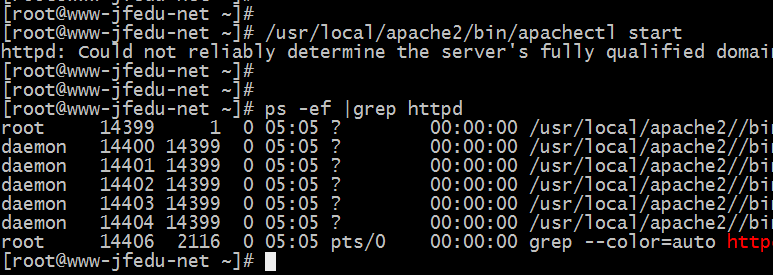 [root@www-jfedu-net ~]#
[root@www-jfedu-net ~]# /usr/local/apache2/bin/apachectl start
httpd: Could not reliably determine the server's fully qualified domai
[root@www-jfedu-net ~]#
[root@www-jfedu-net ~]#
[root@www-jfedu-net ~]# ps -ef |grep httpd
root 14399 1 0 05:05 ? 00:00:00 /usr/local/apache2//bin
daemon 14400 14399 0 05:05 ? 00:00:00 /usr/local/apache2//bin
daemon 14401 14399 0 05:05 ? 00:00:00 /usr/local/apache2//bin
daemon 14402 14399 0 05:05 ? 00:00:00 /usr/local/apache2//bin
daemon 14403 14399 0 05:05 ? 00:00:00 /usr/local/apache2//bin
daemon 14404 14399 0 05:05 ? 00:00:00 /usr/local/apache2//bin
root 14406 2116 0 05:05 pts/0 00:00:00 grep --color=auto http
[root@www-jfedu-net ~]#